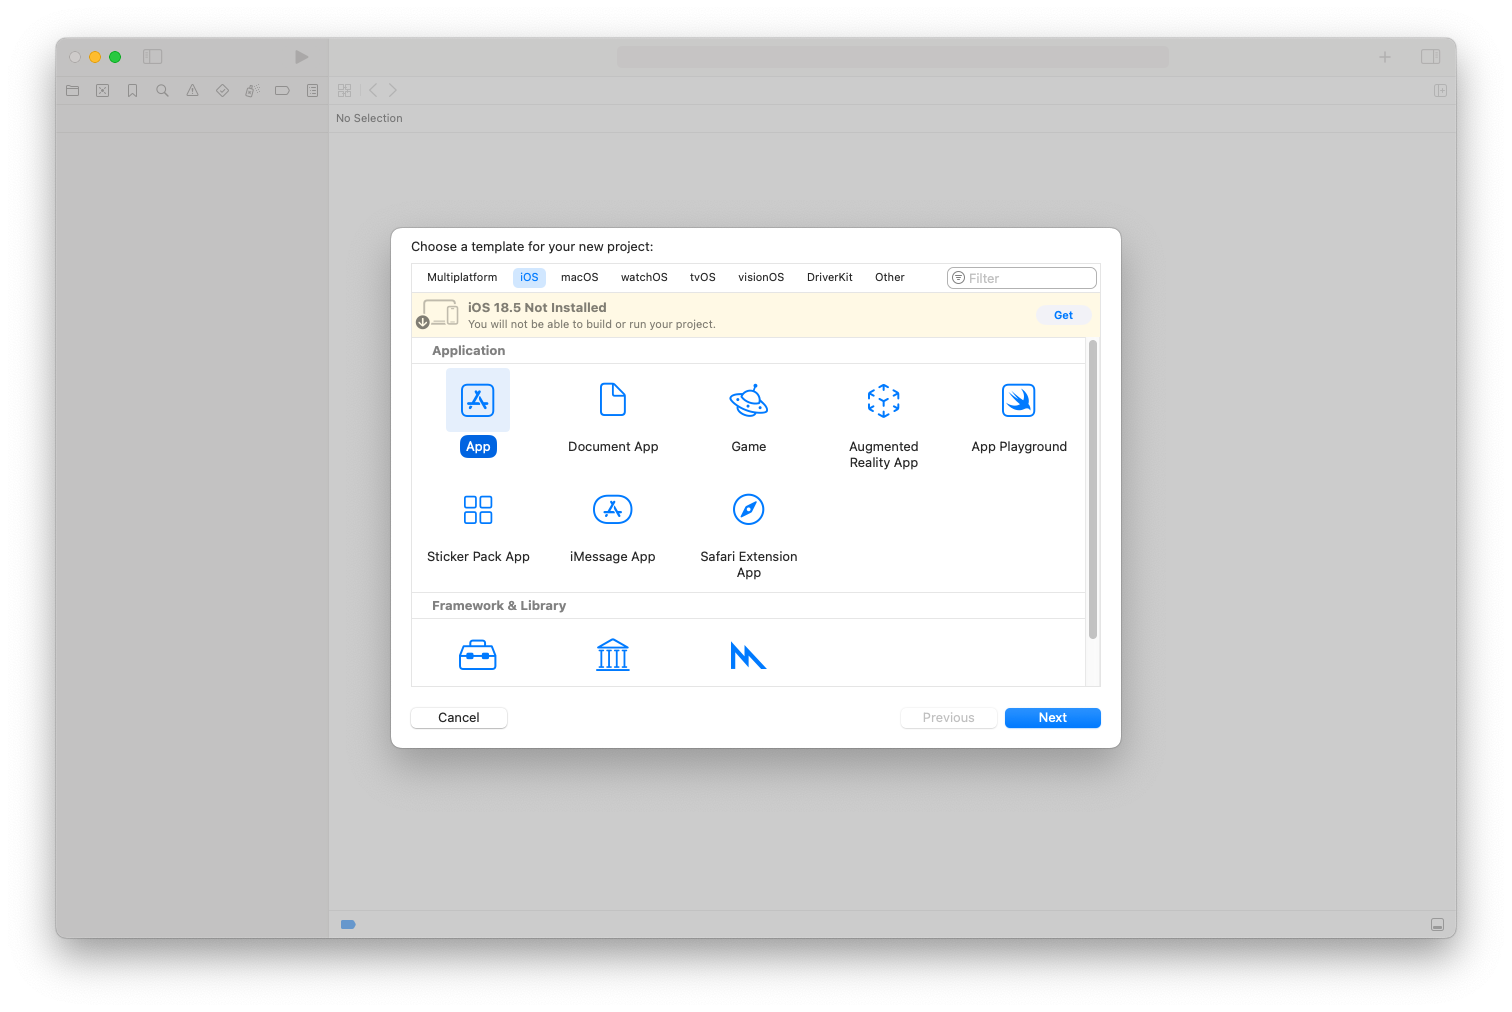 No Selection
Choose a template for your new project:
Multiplatform iOS macOS watchOS tvOS visionOS DriverKit Other Filter
iOS 18.5 Not Installed
You will not be able to build or run your project.
Get
Application
App Document App Game Augmented Reality App App Playground
Sticker Pack App iMessage App Safari Extension App
Framework & Library
Cancel Previous Next